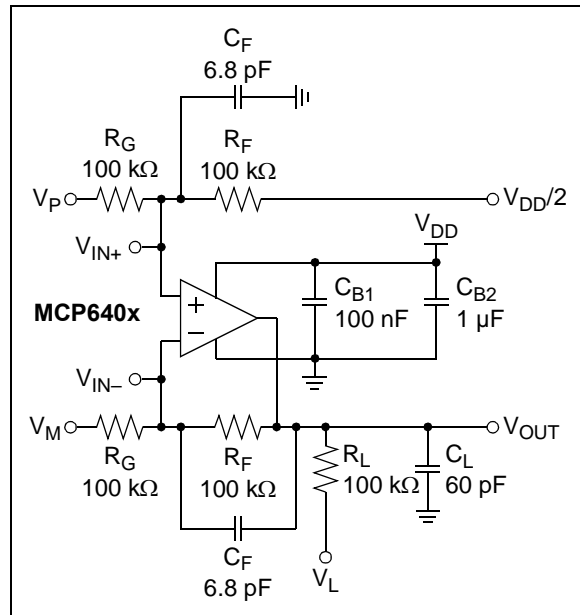 C_F
6.8 pF
R_G
100 kΩ
R_F
100 kΩ
V_P
V_DD/2
V_IN+
V_DD
MCP640x
+
−
C_B1
100 nF
C_B2
1 µF
V_IN–
V_M
V_OUT
R_G
100 kΩ
R_F
100 kΩ
R_L
100 kΩ
C_L
60 pF
C_F
6.8 pF
V_L